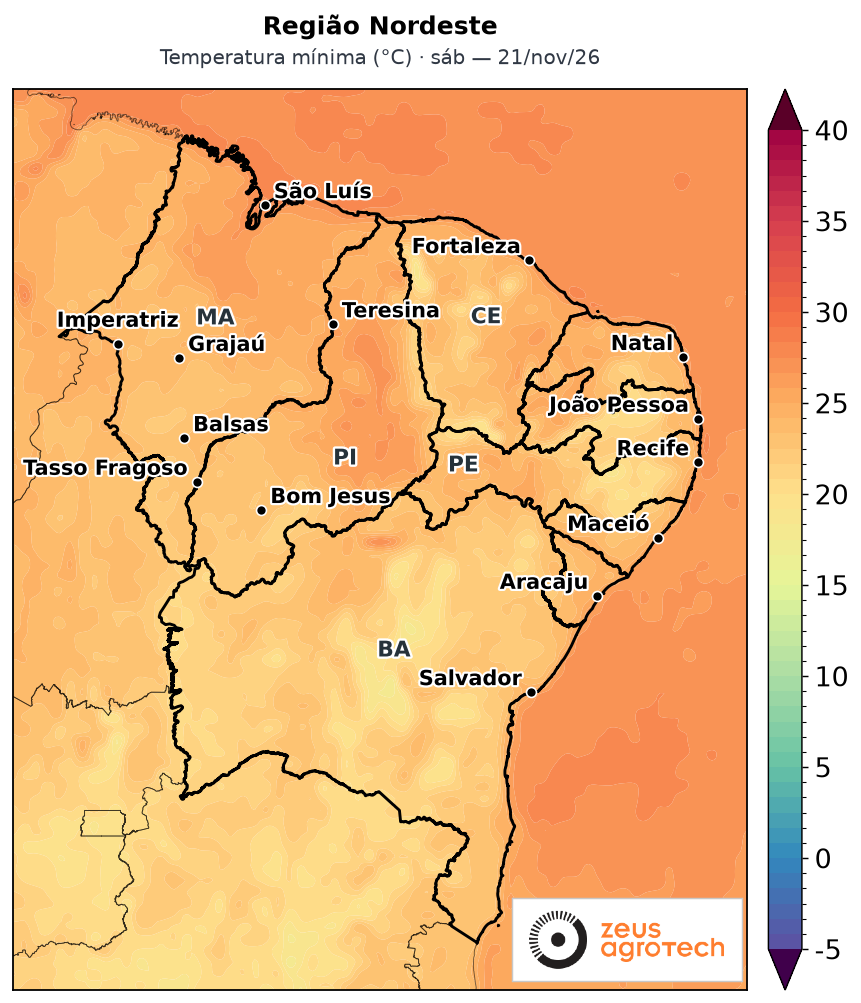 Região Nordeste
Temperatura mínima (°C) · sáb — 21/nov/26
São Luís
Fortaleza
Teresina
Imperatriz
MA
CE
Grajaú
Natal
João Pessoa
Balsas
Recife
PI
PE
Tasso Fragoso
Bom Jesus
Maceió
Aracaju
BA
Salvador
40
35
30
25
20
15
10
5
0
-5
zeus
agrotech